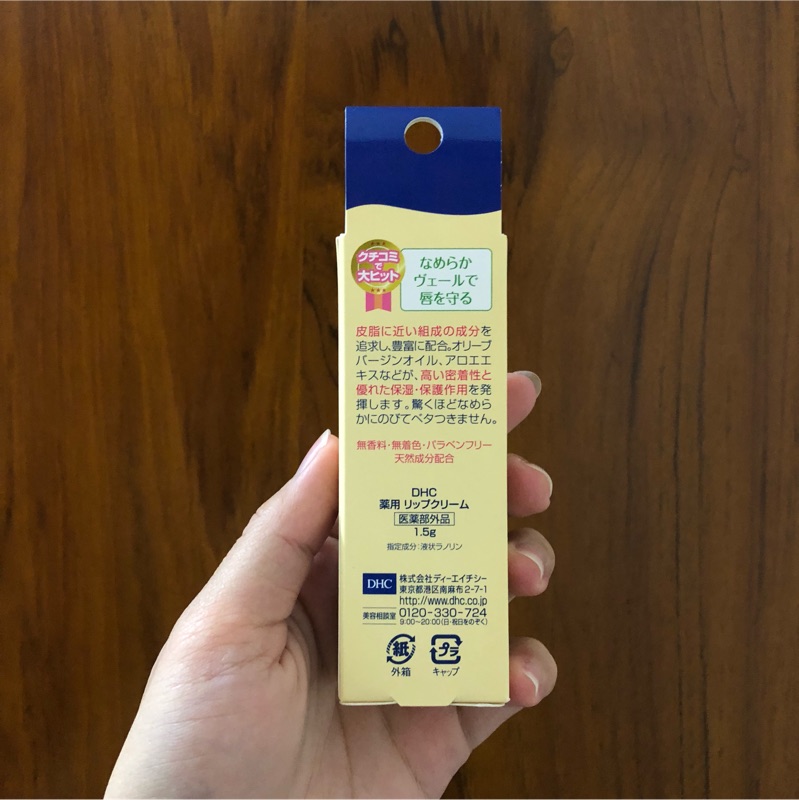 クチコミ
で
大ヒット
なめらか
ヴェールで
唇を守る
皮脂に近い組成の成分を
追求し、豊富に配合。オリーブ
バージンオイル、アロエエ
キスなどが、高い密着性と
優れた保湿・保護作用を発
揮します。驚くほどなめら
かにのびてベタつきません。
無香料・無着色・パラベンフリー
天然成分配合
DHC
薬用 リップクリーム
医薬部外品
1.5g
指定成分：液状ラノリン
DHC
株式会社ディーエイチシー
東京都港区南麻布2-7-1
http://www.dhc.co.jp
美容相談室 0120-330-724
9:00~20:00(日・祝日をのぞく)
紙 プラ
外箱 キャップ